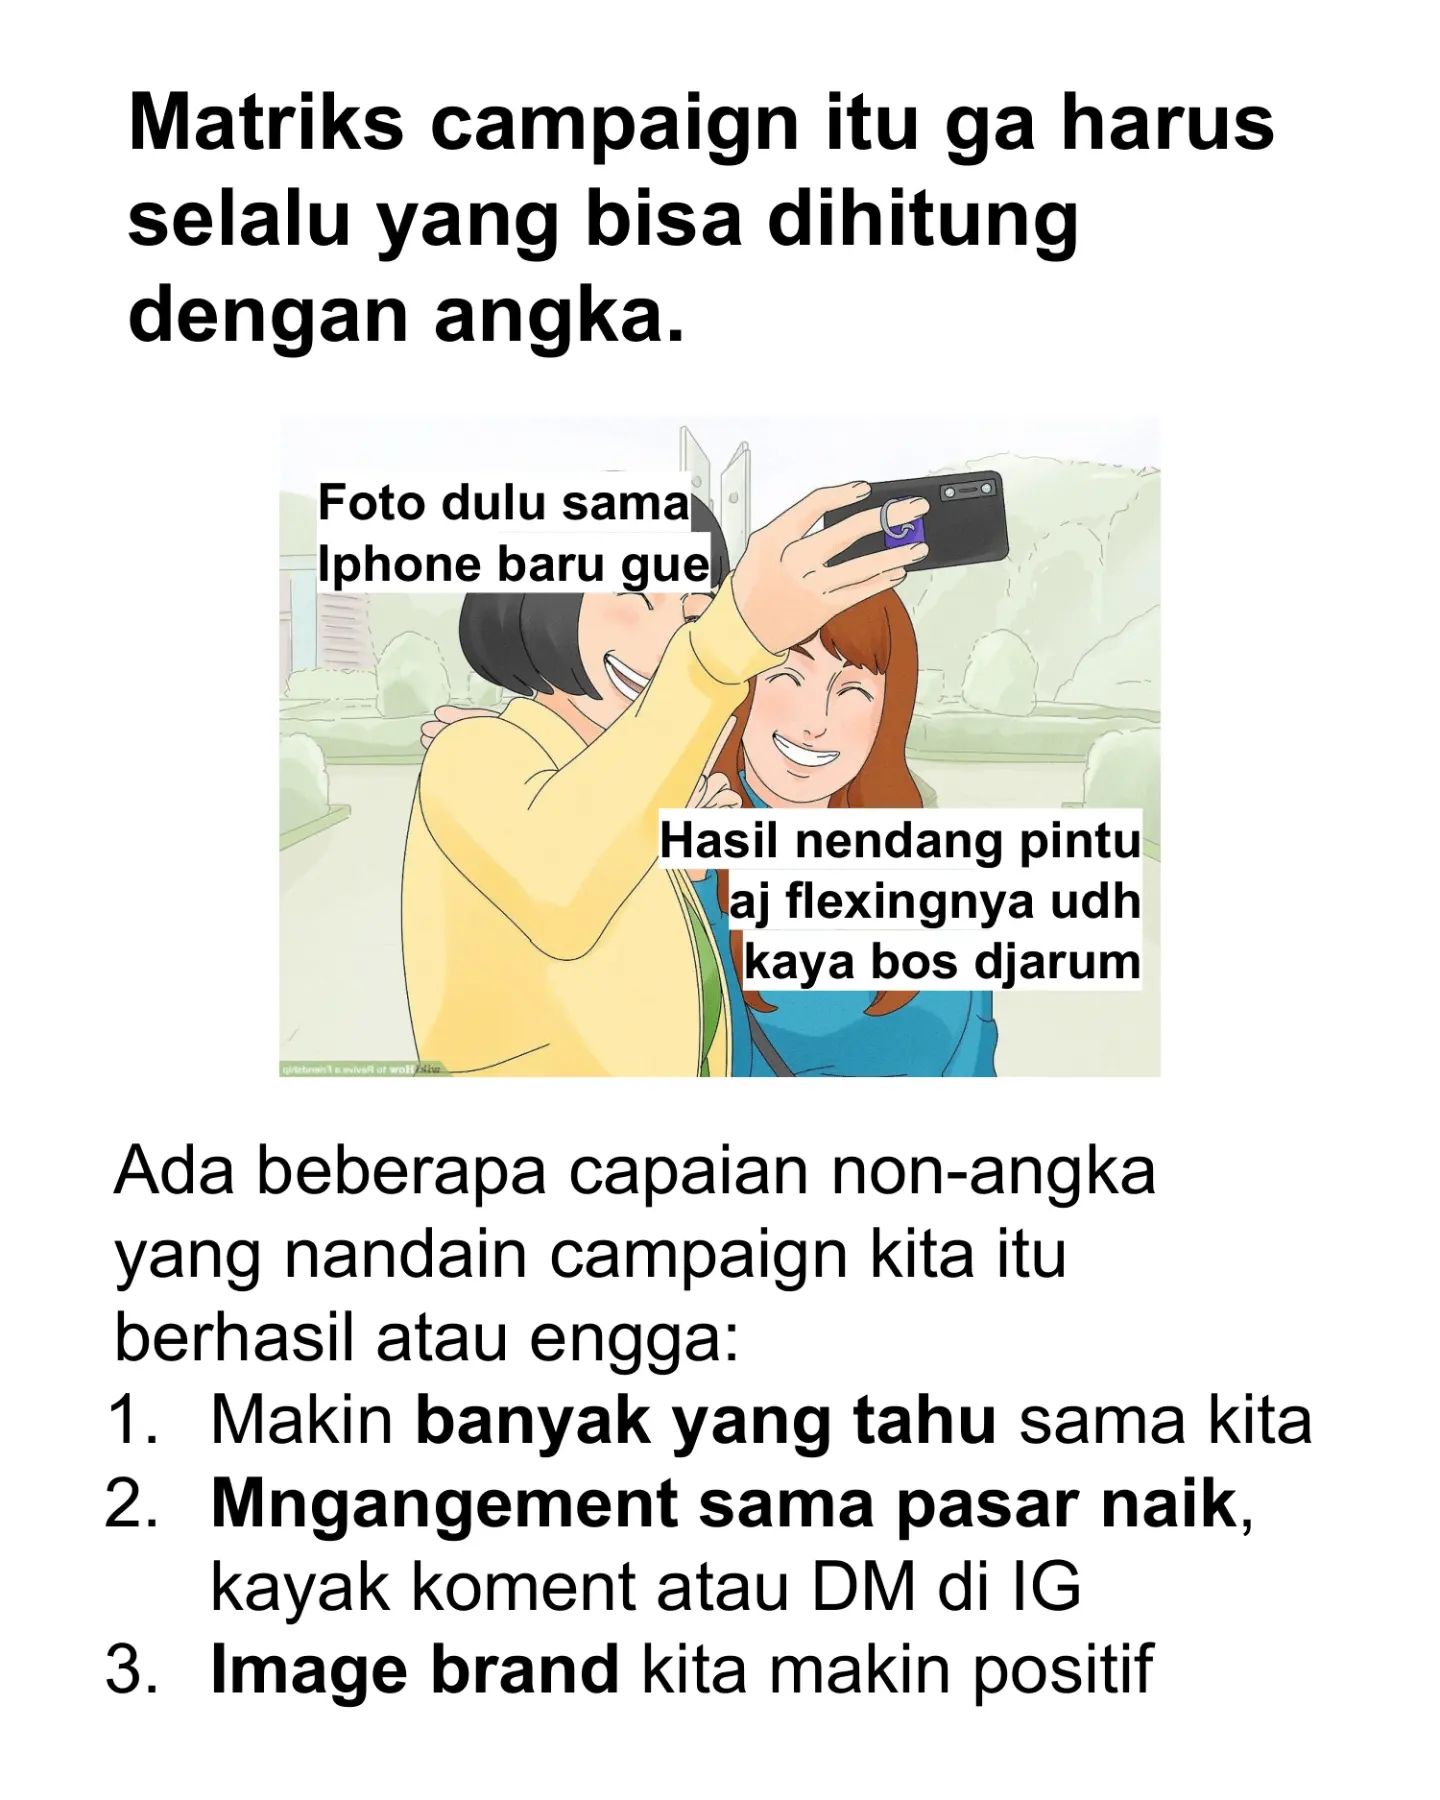 Matriks campaign itu ga harus
selalu yang bisa dihitung
dengan angka.
Foto dulu sama
Iphone baru gue
Hasil nendang pintu
aj flexingnya udh
kaya bos djarum
wikiHow to Revive a Friendship
Ada beberapa capaian non-angka
yang nandain campaign kita itu
berhasil atau engga:
1. Makin banyak yang tahu sama kita
2. Mngangement sama pasar naik,
kayak koment atau DM di IG
3. Image brand kita makin positif